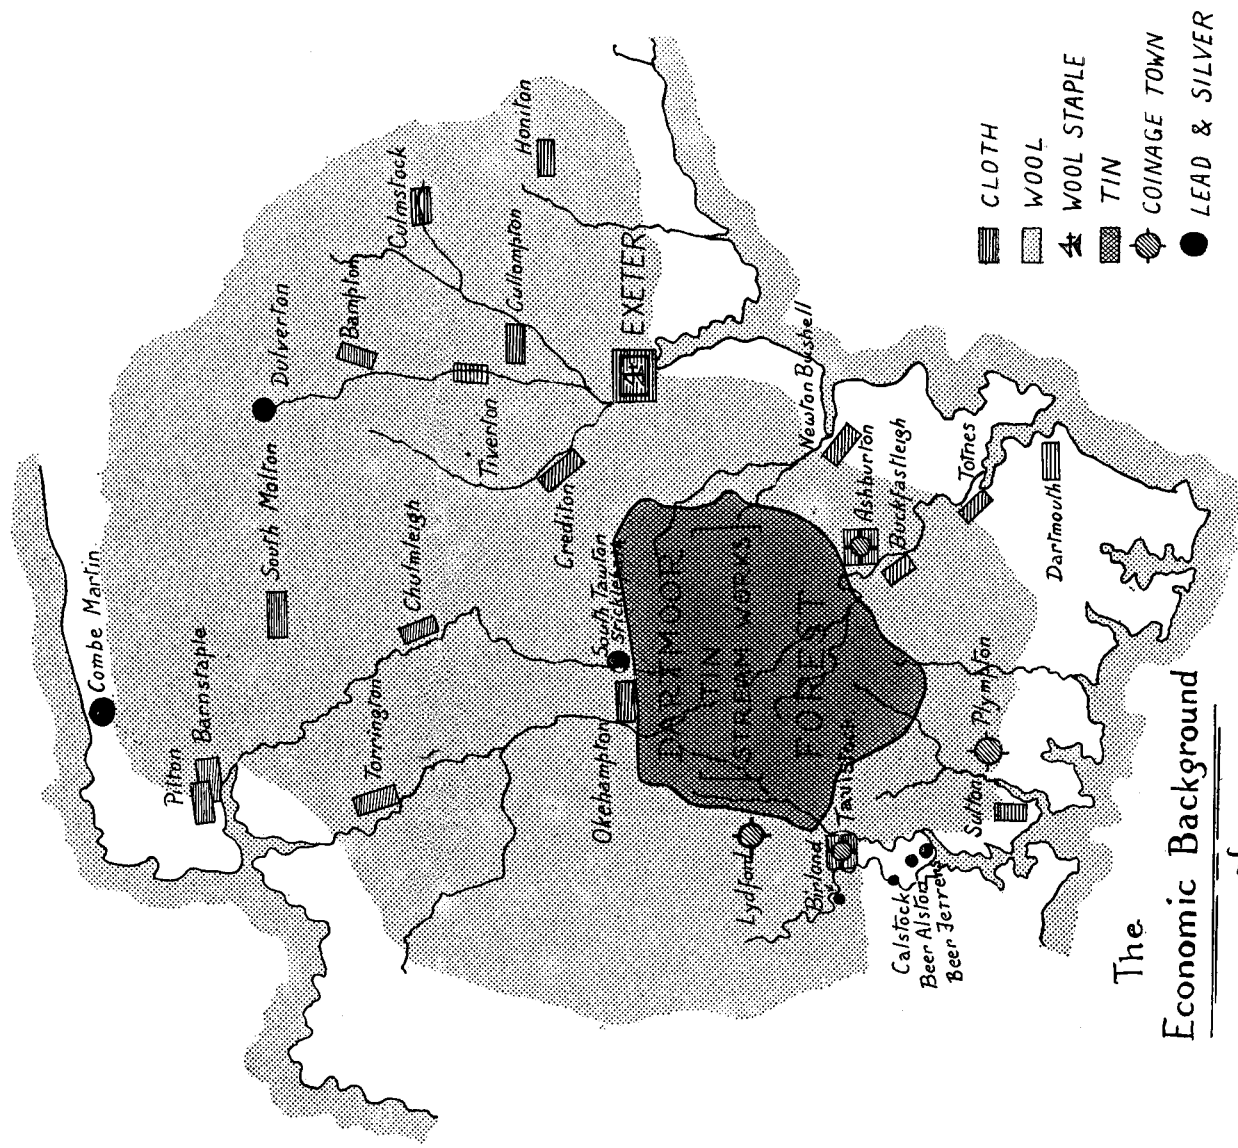 Combe Martin
Pilton
Barnstaple
South Molton
Dulverton
Bampton
Culmstock
Honiton
Cullompton
Tiverton
Torrington
Chulmleigh
Crediton
EXETER
Okehampton
South Tawton
DARTMOOR
[TIN
STREAM-WORKS]
FOREST
Newton Bushell
Ashburton
Buckfastleigh
Totnes
Dartmouth
Lydford
Birland
Tavistock
Calstock
Beer Alston
Beer Ferrers
Sutton
Plympton
CLOTH
WOOL
WOOL STAPLE
TIN
COINAGE TOWN
LEAD & SILVER
The
Economic Background
of